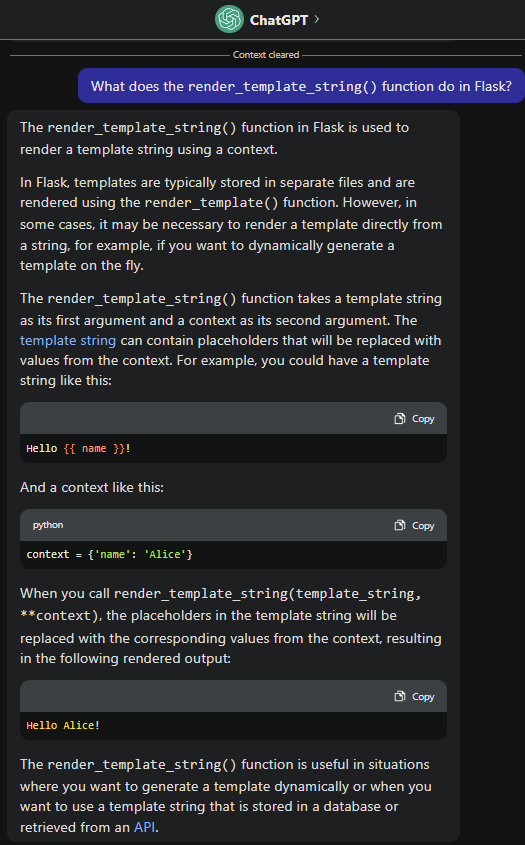 ChatGPT >
Context cleared
What does the render_template_string() function do in Flask?
The render_template_string() function in Flask is used to
render a template string using a context.
In Flask, templates are typically stored in separate files and are
rendered using the render_template() function. However, in
some cases, it may be necessary to render a template directly from
a string, for example, if you want to dynamically generate a
template on the fly.
The render_template_string() function takes a template string
as its first argument and a context as its second argument. The
template string can contain placeholders that will be replaced with
values from the context. For example, you could have a template
string like this:
Copy
Hello {{ name }}!
And a context like this:
python Copy
context = {'name': 'Alice'}
When you call render_template_string(template_string,
**context), the placeholders in the template string will be
replaced with the corresponding values from the context, resulting
in the following rendered output:
Copy
Hello Alice!
The render_template_string() function is useful in situations
where you want to generate a template dynamically or when you
want to use a template string that is stored in a database or
retrieved from an API.